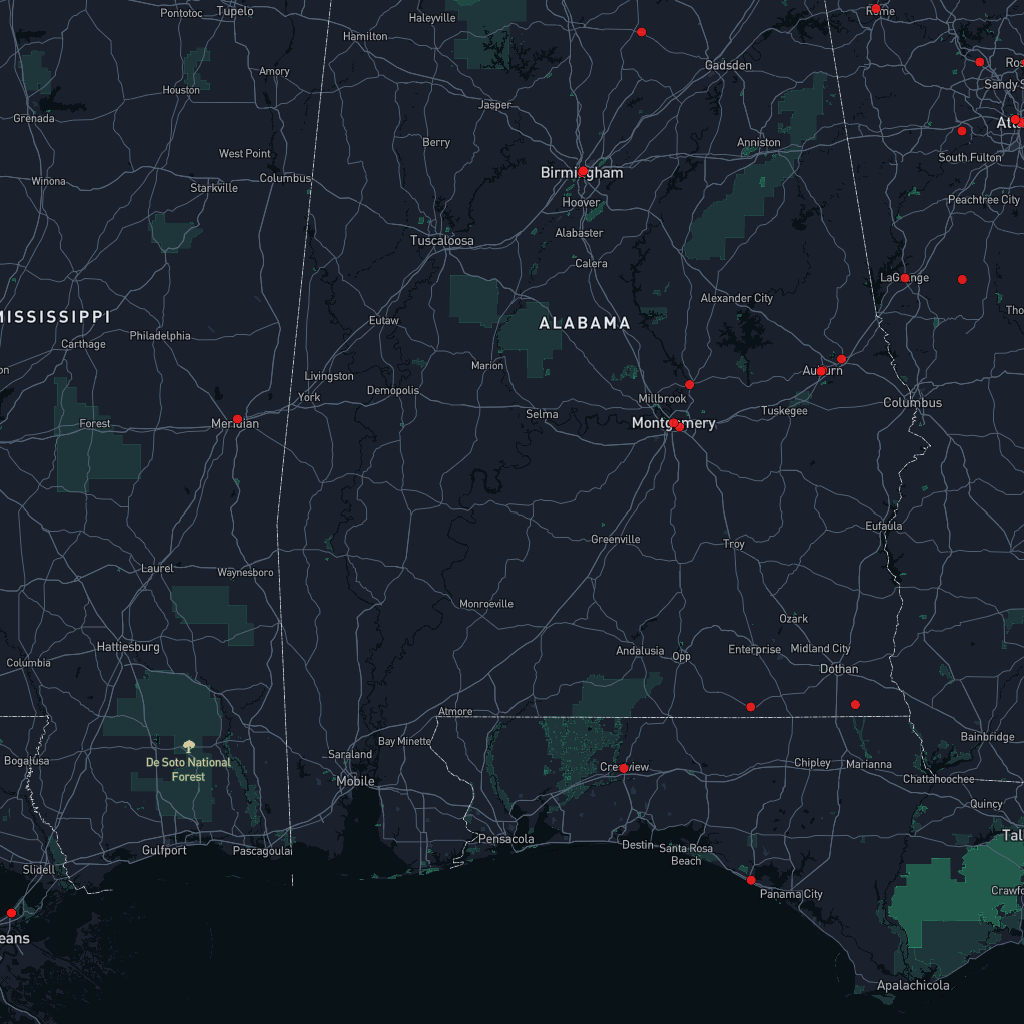 Pontotoc
Tupelo
Haleyville
Rome
Hamilton
Gadsden
Amory
Ros
Sandy S
Houston
Jasper
Grenada
Atl
Berry
Anniston
West Point
South Fulton
Birmingham
Winona
Columbus
Starkville
Peachtree City
Hoover
Alabaster
Tuscaloosa
Calera
LaGrange
Alexander City
MISSISSIPPI
Eutaw
ALABAMA
Tho
Philadelphia
Carthage
Marion
Auburn
on
Livingston
Demopolis
York
Millbrook
Columbus
Tuskegee
Selma
Forest
Meridian
Montgomery
Eufaula
Greenville
Troy
Laurel
Waynesboro
Monroeville
Ozark
Hattiesburg
Andalusia
Opp
Enterprise
Midland City
Columbia
Dothan
Atmore
Bay Minette
Bainbridge
Saraland
Bogalusa
De Soto National
Forest
Crestview
Chipley
Marianna
Mobile
Chattahoochee
Quincy
Pensacola
Tal
Destin
Santa Rosa
Beach
Gulfport
Pascagoula
Slidell
Panama City
Crawfo
eans
Apalachicola